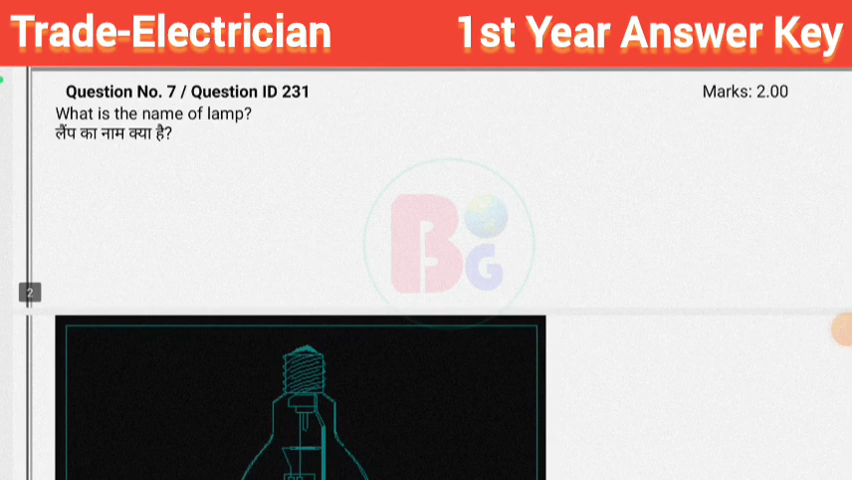 Trade-Electrician 1st Year Answer Key
Question No. 7 / Question ID 231 Marks: 2.00
What is the name of lamp?
लैंप का नाम क्या है?
BG
2